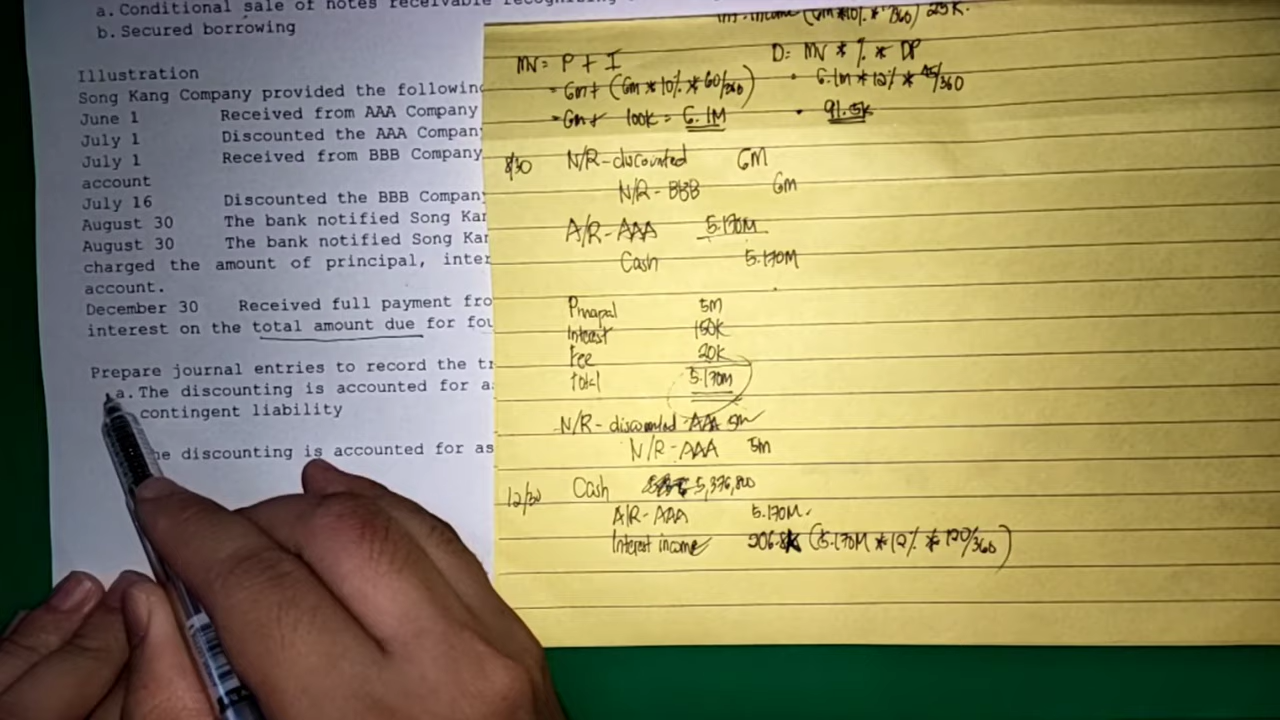 a. Conditional sale of notes receivable recognizing
b. Secured borrowing
Illustration
Song Kang Company provided the following
June 1 Received from AAA Company
July 1 Discounted the AAA Company
July 1 Received from BBB Company
account
July 16 Discounted the BBB Company
August 30 The bank notified Song Kan
August 30 The bank notified Song Kan
charged the amount of principal, inter
account.
December 30 Received full payment fro
interest on the total amount due for fou
Prepare journal entries to record the tr
a. The discounting is accounted for a
contingent liability
he discounting is accounted for as
Int. income (6m*10%*/360) 25K.
MV = P + I D: MV * % * DP
= 6m+ (6m * 10% * 60/360) • 6.1m * 12% * 45/360
= 6m+ 100k = 6.1M • 91.5k
8/30 N/R-discounted 6M
N/R - BBB 6m
A/R- AAA 5.170M
Cash 5.170M
Principal 5M
Interest 150K
Fee 20K
Total 5.170m
N/R- discounted AAA 5m
N/R- AAA 5m
12/30 Cash 5,376,800
A/R- AAA 5.170M.
Interest income 206.8K (5.170M * 12% * 120/360)